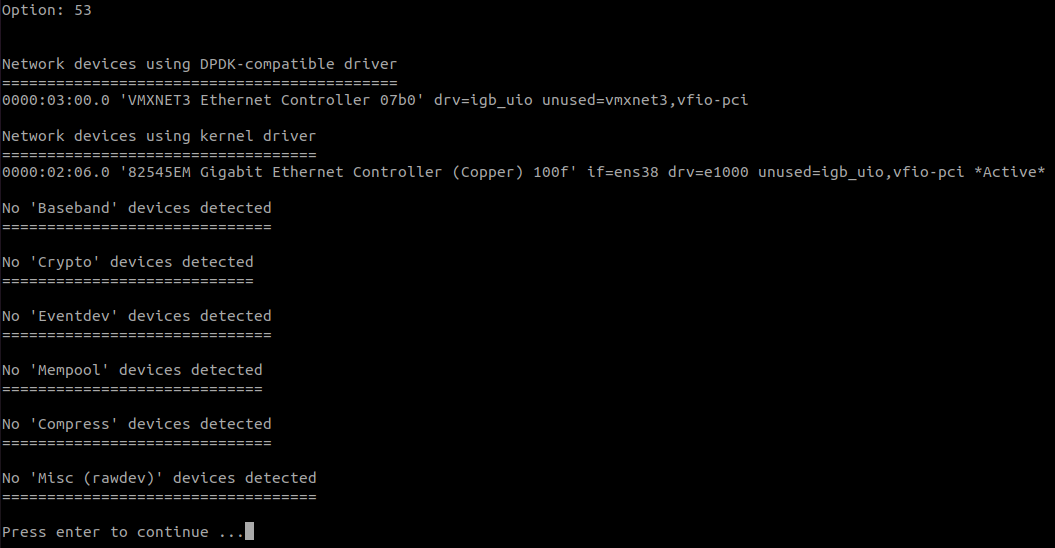 Option: 53
Network devices using DPDK-compatible driver
============================================
0000:03:00.0 'VMXNET3 Ethernet Controller 07b0' drv=igb_uio unused=vmxnet3,vfio-pci
Network devices using kernel driver
===================================
0000:02:06.0 '82545EM Gigabit Ethernet Controller (Copper) 100f' if=ens38 drv=e1000 unused=igb_uio,vfio-pci *Active*
No 'Baseband' devices detected
==============================
No 'Crypto' devices detected
============================
No 'Eventdev' devices detected
==============================
No 'Mempool' devices detected
=============================
No 'Compress' devices detected
==============================
No 'Misc (rawdev)' devices detected
===================================
Press enter to continue ...